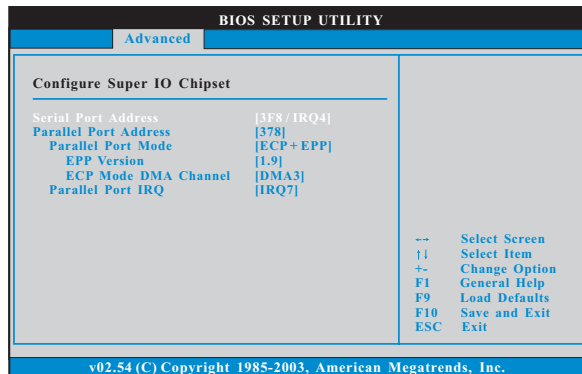 BIOS SETUP UTILITY
Advanced
Configure Super IO Chipset
Serial Port Address [3F8 / IRQ4]
Parallel Port Address [378]
Parallel Port Mode [ECP + EPP]
EPP Version [1.9]
ECP Mode DMA Channel [DMA3]
Parallel Port IRQ [IRQ7]
←→ Select Screen
↑↓ Select Item
+- Change Option
F1 General Help
F9 Load Defaults
F10 Save and Exit
ESC Exit
v02.54 (C) Copyright 1985-2003, American Megatrends, Inc.